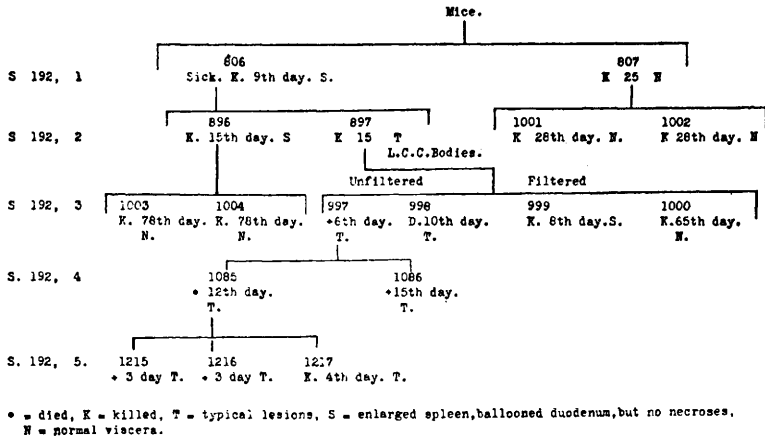 Mice.
806 807
S 192, 1 Sick. K. 9th day. S. K 25 N
896 897 1001 1002
S 192, 2 K. 15th day. S K 15 T K 28th day. N. K 28th day. N
L.C.C.Bodies.
Unfiltered Filtered
S 192, 3 1003 1004 997 998 999 1000
K. 78th day. K. 78th day. +6th day. D.10th day. K. 8th day.S. K.65th day.
N. N. T. T. N.
S. 192, 4 1085 1086
• 12th day. +15th day.
T. T.
S. 192, 5. 1215 1216 1217
+ 3 day T. + 3 day T. K. 4th day. T.
• = died, K = killed, T = typical lesions, S = enlarged spleen,ballooned duodenum,but no necroses,
N = normal viscera.